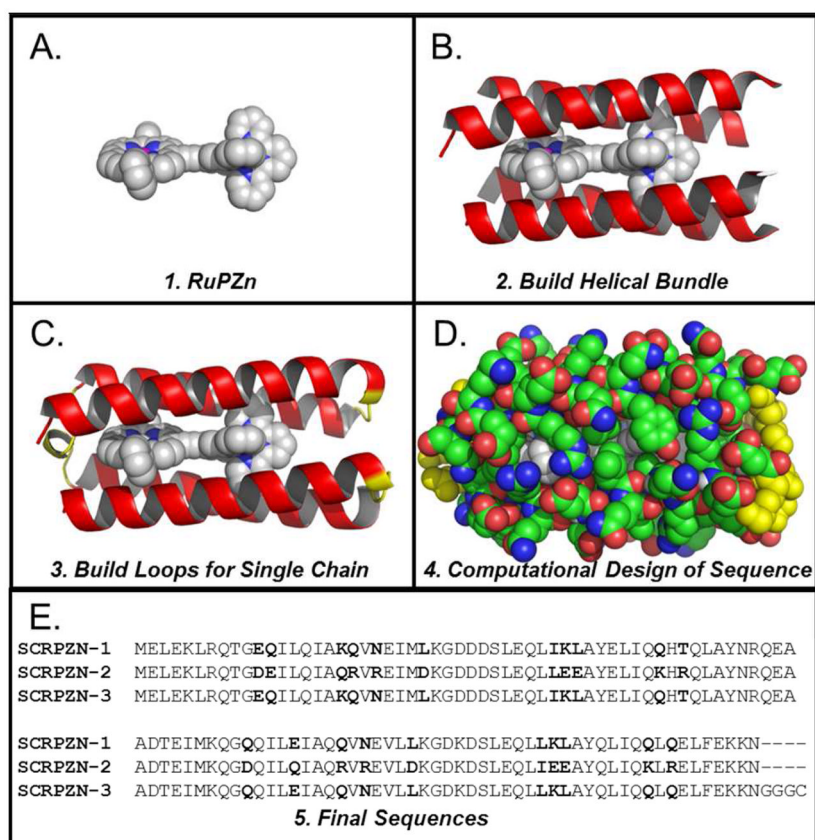 A.
1. RuPZn
B.
2. Build Helical Bundle
C.
3. Build Loops for Single Chain
D.
4. Computational Design of Sequence
E.
SCRPZN-1 MELEKLRQTGEQILQIAKQVNEIMLKGDDDSLEQLIKLAYELIQQHTQLAYNRQEA
SCRPZN-2 MELEKLRQTGDEILQIAQRVREIMDKGDDDSLEQLLEEAYELIQKHRQLAYNRQEA
SCRPZN-3 MELEKLRQTGEQILQIAKQVNEIMLKGDDDSLEQLIKLAYELIQQHTQLAYNRQEA
SCRPZN-1 ADTEIMKQGQQILEIAQQVNEVLLKGDKDSLEQLLKLAYQLIQQLQELFEKKN----
SCRPZN-2 ADTEIMKQGDQILQIAQRVREVLDKGDKDSLEQLIEEAYQLIQKLRELFEKKN----
SCRPZN-3 ADTEIMKQGQQILEIAQQVNEVLLKGDKDSLEQLLKLAYQLIQQLQELFEKKNGGGC
5. Final Sequences